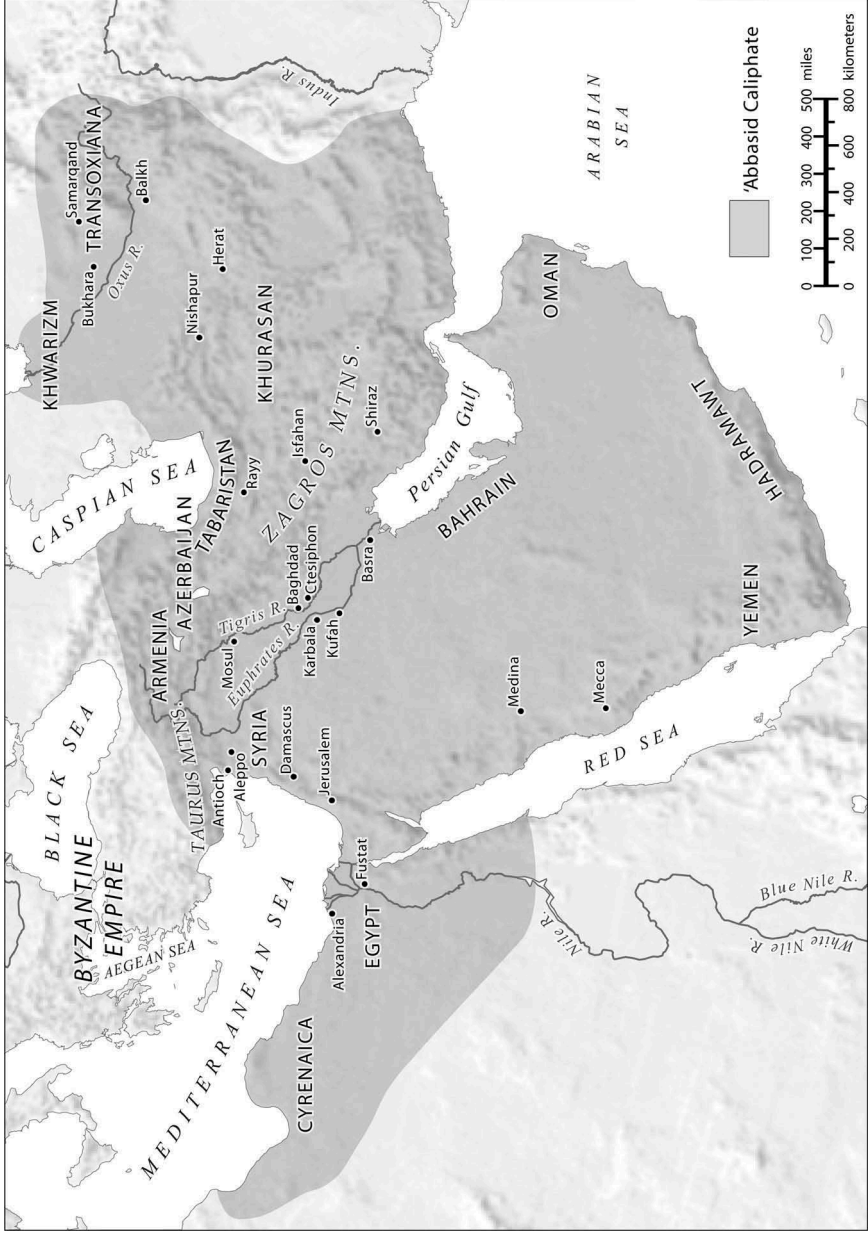 BLACK SEA
BYZANTINE
EMPIRE
AEGEAN SEA
MEDITERRANEAN SEA
CASPIAN SEA
KHWARIZM
TRANSOXIANA
Samarqand
Bukhara
Balkh
Oxus R.
Indus R.
Nishapur
Herat
KHURASAN
ARMENIA
AZERBAIJAN
TABARISTAN
Rayy
TAURUS MTNS.
ZAGROS MTNS.
Isfahan
Shiraz
Mosul
Tigris R.
Euphrates R.
Baghdad
Ctesiphon
Karbala
Kufah
Basra
Antioch
Aleppo
SYRIA
Damascus
Jerusalem
CYRENAICA
Alexandria
Fustat
EGYPT
Nile R.
White Nile R.
Blue Nile R.
RED SEA
Medina
Mecca
Persian Gulf
BAHRAIN
OMAN
HADRAMAWT
YEMEN
ARABIAN
SEA
'Abbasid Caliphate
0 100 200 300 400 500 miles
0 200 400 600 800 kilometers